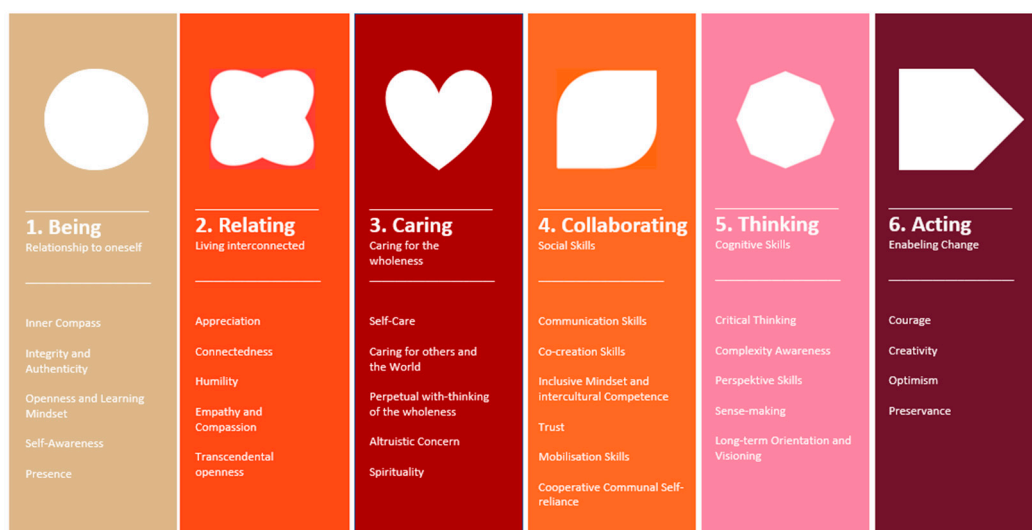 1. Being
Relationship to oneself
Inner Compass
Integrity and
Authenticity
Openness and Learning
Mindset
Self-Awareness
Presence
2. Relating
Living interconnected
Appreciation
Connectedness
Humility
Empathy and
Compassion
Transcendental
openness
3. Caring
Caring for the
wholeness
Self-Care
Caring for others and
the World
Perpetual with-thinking
of the wholeness
Altruistic Concern
Spirituality
4. Collaborating
Social Skills
Communication Skills
Co-creation Skills
Inclusive Mindset and
intercultural Competence
Trust
Mobilisation Skills
Cooperative Communal Self-
reliance
5. Thinking
Cognitive Skills
Critical Thinking
Complexity Awareness
Perspektive Skills
Sense-making
Long-term Orientation and
Visioning
6. Acting
Enabeling Change
Courage
Creativity
Optimism
Preservance